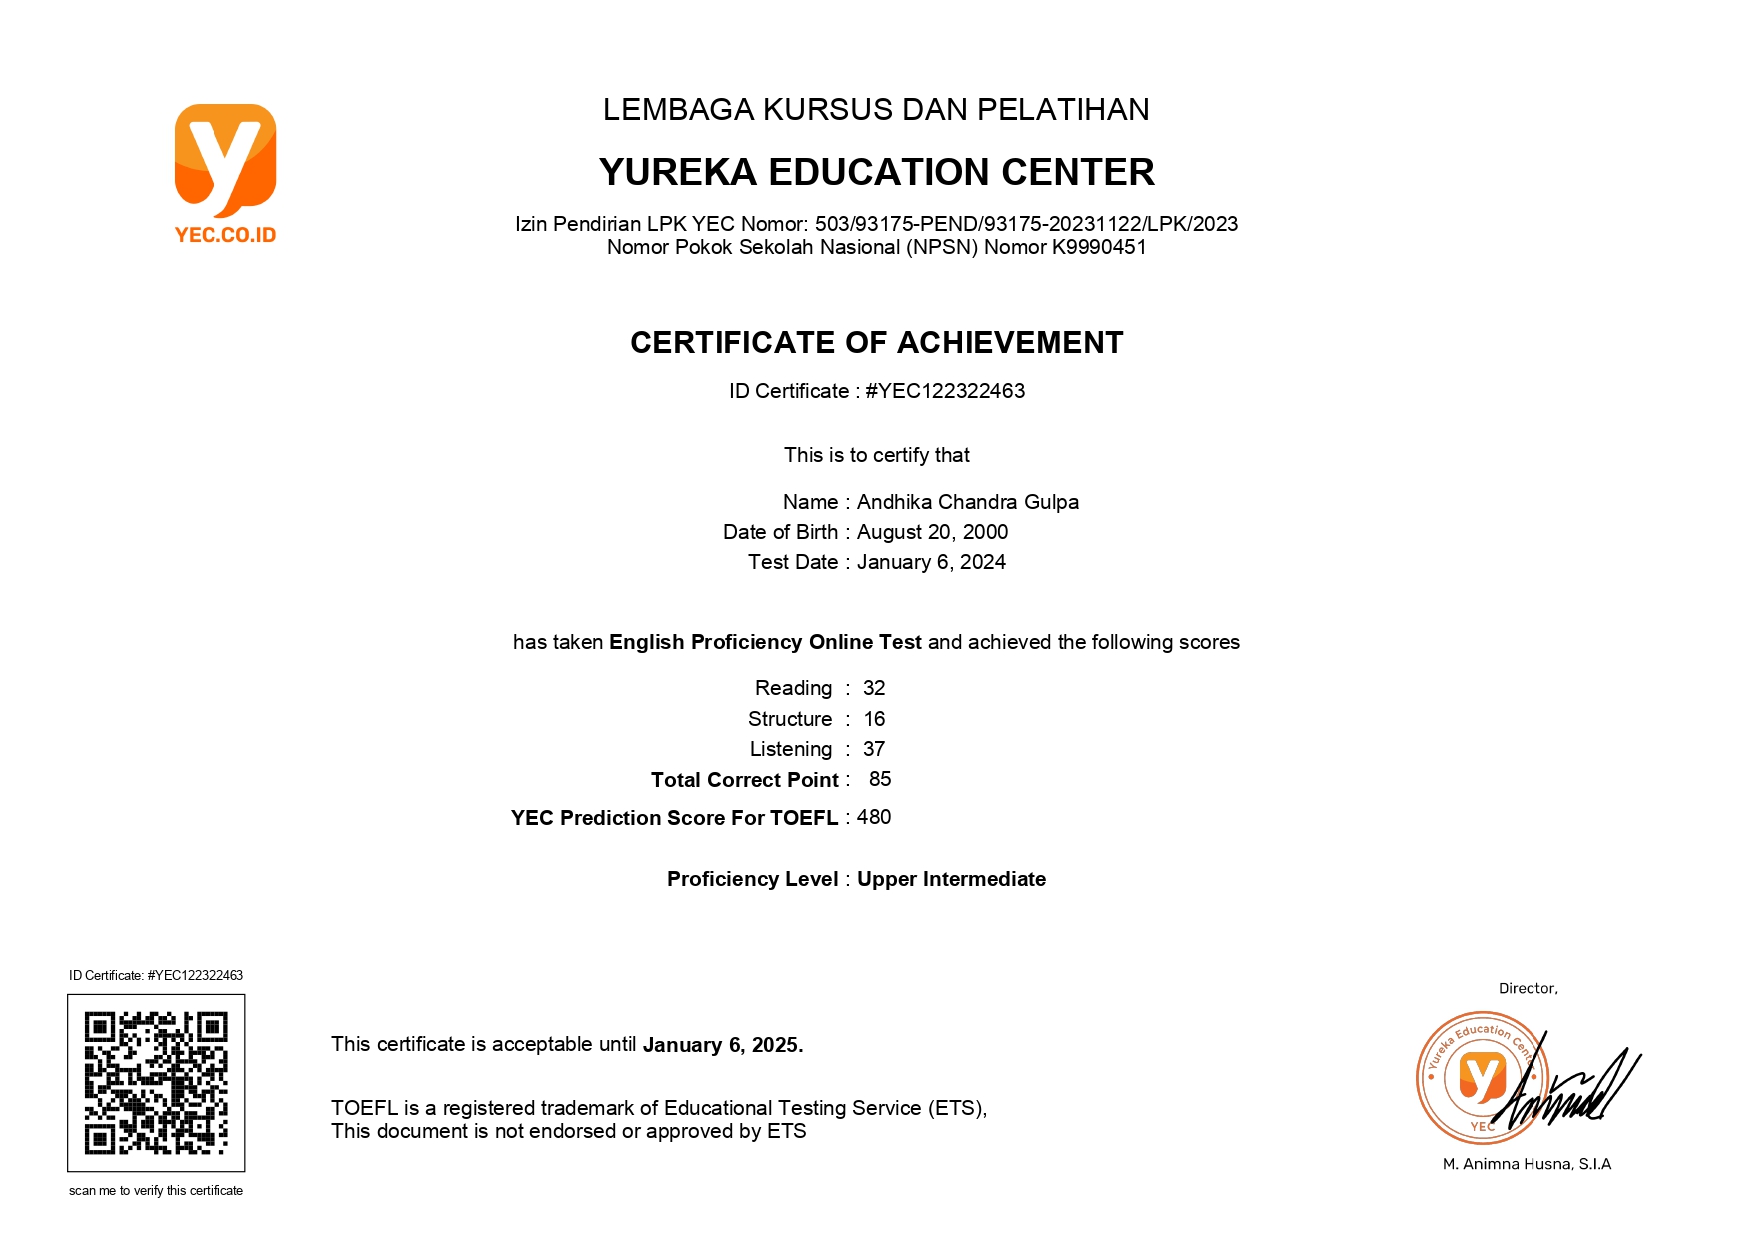 YEC.CO.ID
LEMBAGA KURSUS DAN PELATIHAN
YUREKA EDUCATION CENTER
Izin Pendirian LPK YEC Nomor: 503/93175-PEND/93175-20231122/LPK/2023
Nomor Pokok Sekolah Nasional (NPSN) Nomor K9990451
CERTIFICATE OF ACHIEVEMENT
ID Certificate : #YEC122322463
This is to certify that
Name : Andhika Chandra Gulpa
Date of Birth : August 20, 2000
Test Date : January 6, 2024
has taken English Proficiency Online Test and achieved the following scores
Reading : 32
Structure : 16
Listening : 37
Total Correct Point : 85
YEC Prediction Score For TOEFL : 480
Proficiency Level : Upper Intermediate
ID Certificate: #YEC122322463
scan me to verify this certificate
This certificate is acceptable until January 6, 2025.
TOEFL is a registered trademark of Educational Testing Service (ETS),
This document is not endorsed or approved by ETS
Director,
Yureka Education Center
YEC
M. Animna Husna, S.I.A